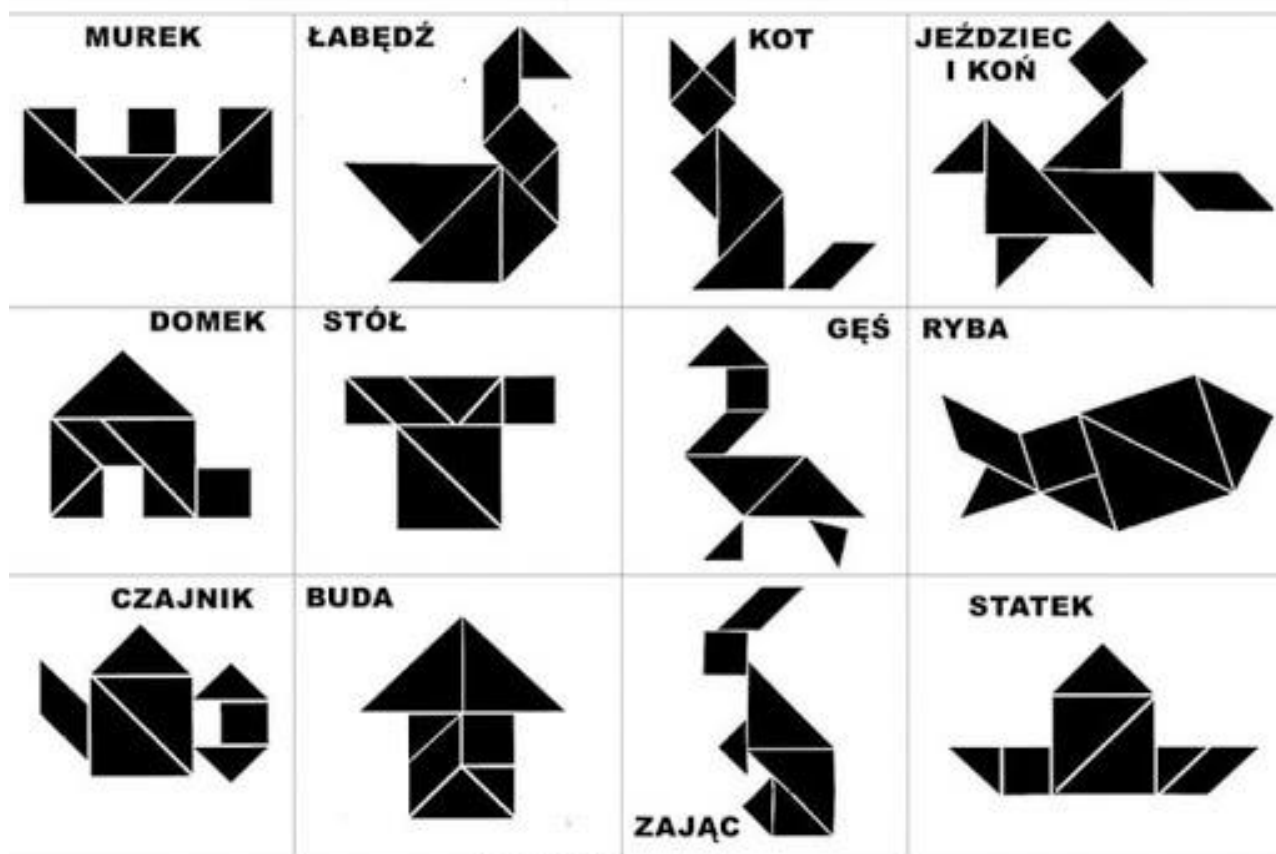 MUREK
ŁABĘDŹ
KOT
JEŹDZIEC
I KOŃ
DOMEK
STÓŁ
GĘŚ
RYBA
CZAJNIK
BUDA
ZAJĄC
STATEK